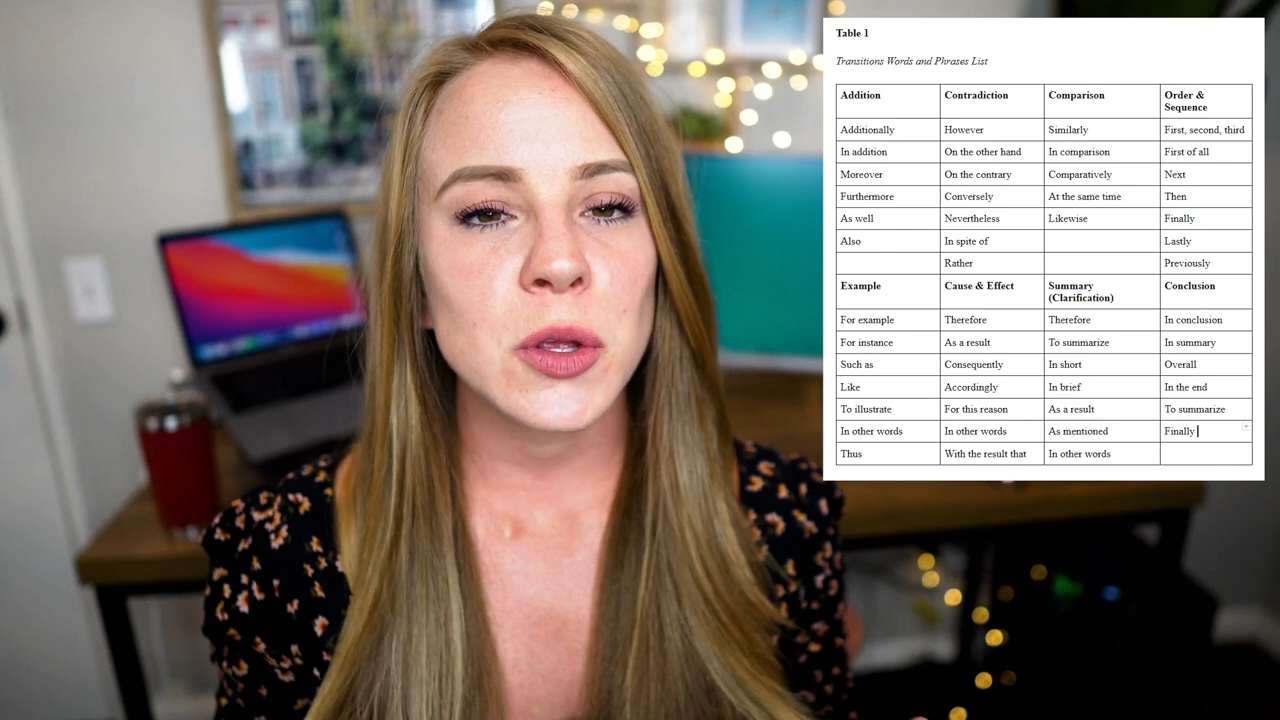 Table 1
Transitions Words and Phrases List
Addition Contradiction Comparison Order &
Sequence
Additionally However Similarly First, second, third
In addition On the other hand In comparison First of all
Moreover On the contrary Comparatively Next
Furthermore Conversely At the same time Then
As well Nevertheless Likewise Finally
Also In spite of Lastly
Rather Previously
Example Cause & Effect Summary Conclusion
(Clarification)
For example Therefore Therefore In conclusion
For instance As a result To summarize In summary
Such as Consequently In short Overall
Like Accordingly In brief In the end
To illustrate For this reason As a result To summarize
In other words In other words As mentioned Finally
Thus With the result that In other words